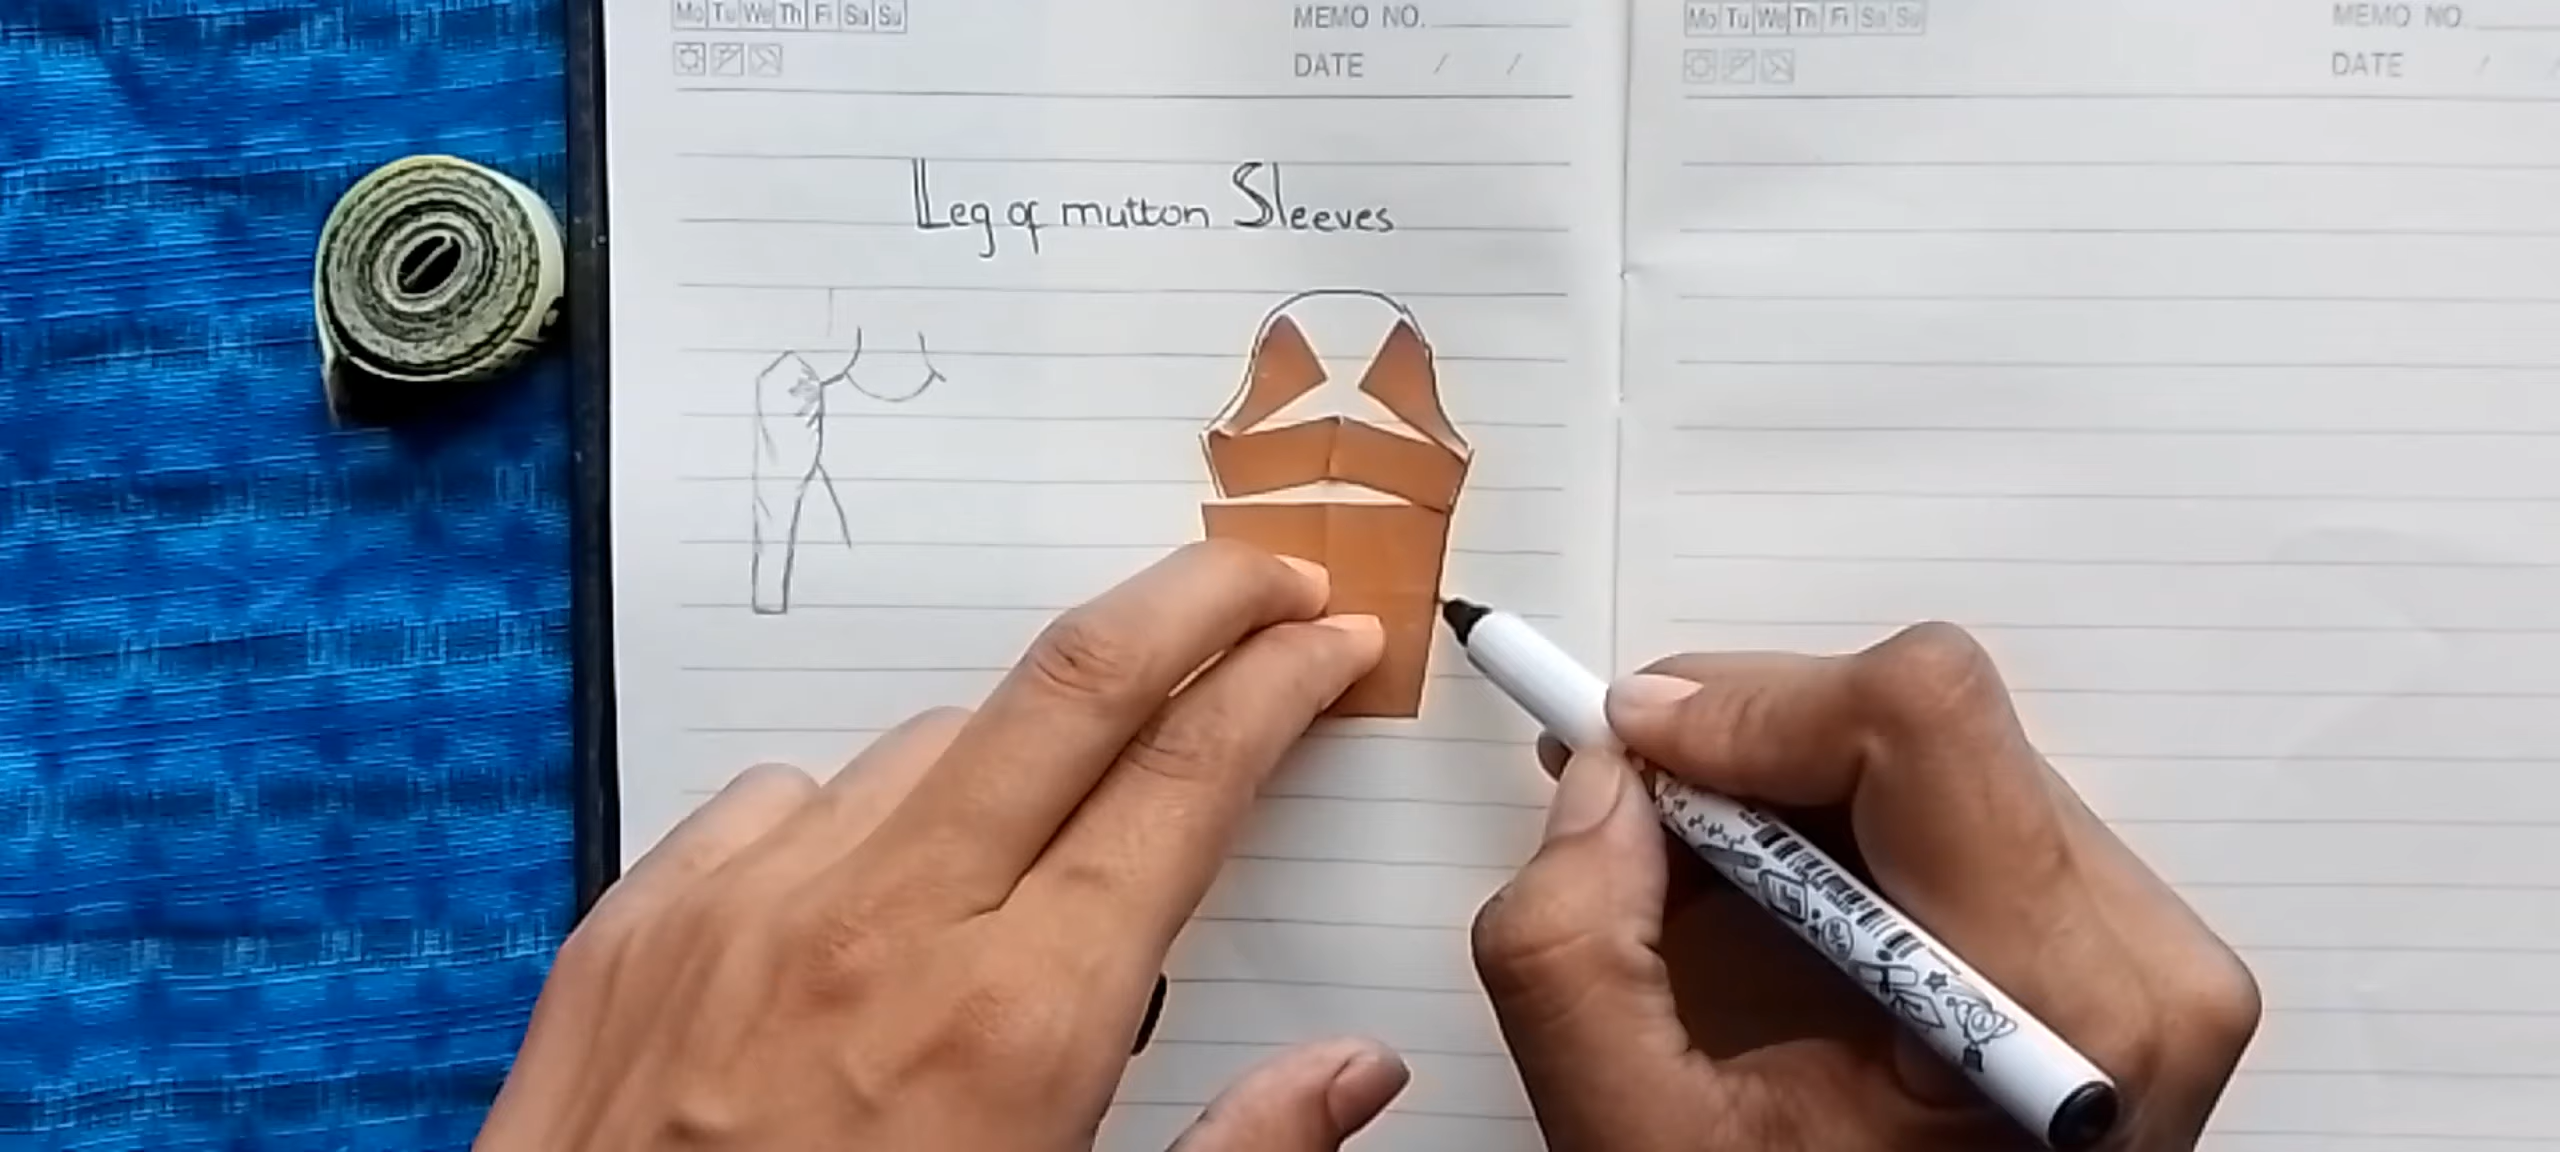 Mo Tu We Th Fr Sa Su
MEMO NO.
DATE / /
Leg of mutton Sleeves
Mo Tu We Th Fr Sa Su
MEMO NO.
DATE / /